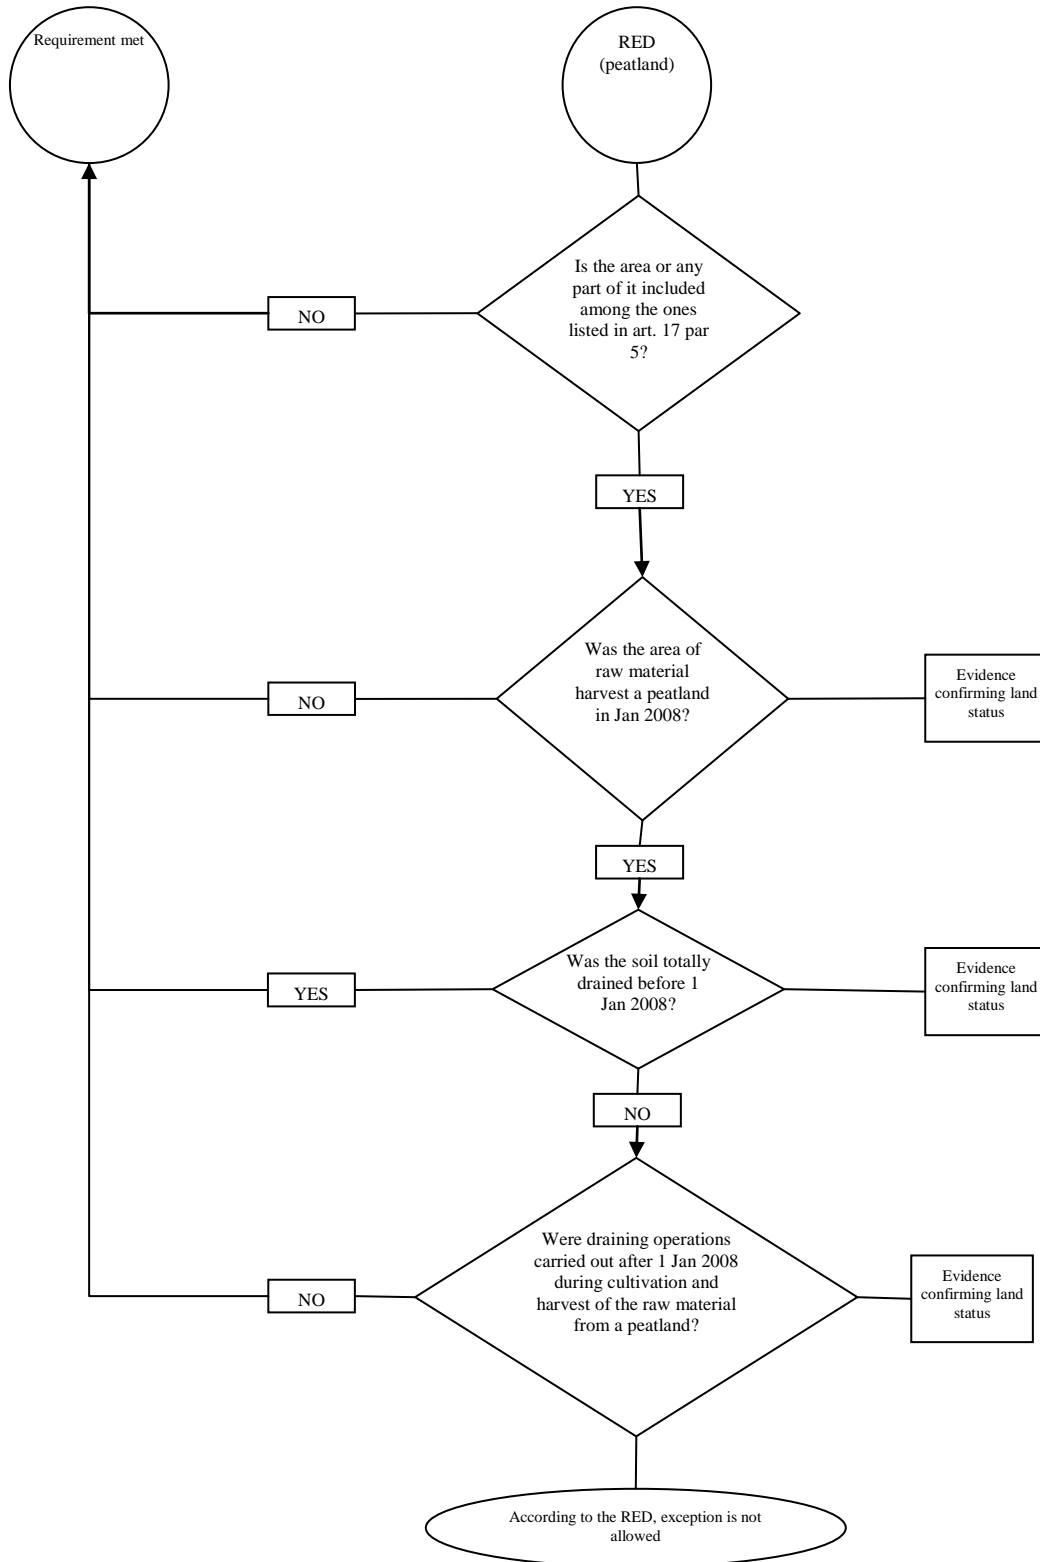 Requirement met
RED
(peatland)
Is the area or any
part of it included
among the ones
listed in art. 17 par
5?
NO
YES
Was the area of
raw material
harvest a peatland
in Jan 2008?
NO
Evidence
confirming land
status
YES
Was the soil totally
drained before 1
Jan 2008?
YES
Evidence
confirming land
status
NO
Were draining operations
carried out after 1 Jan 2008
during cultivation and
harvest of the raw material
from a peatland?
NO
Evidence
confirming land
status
According to the RED, exception is not
allowed